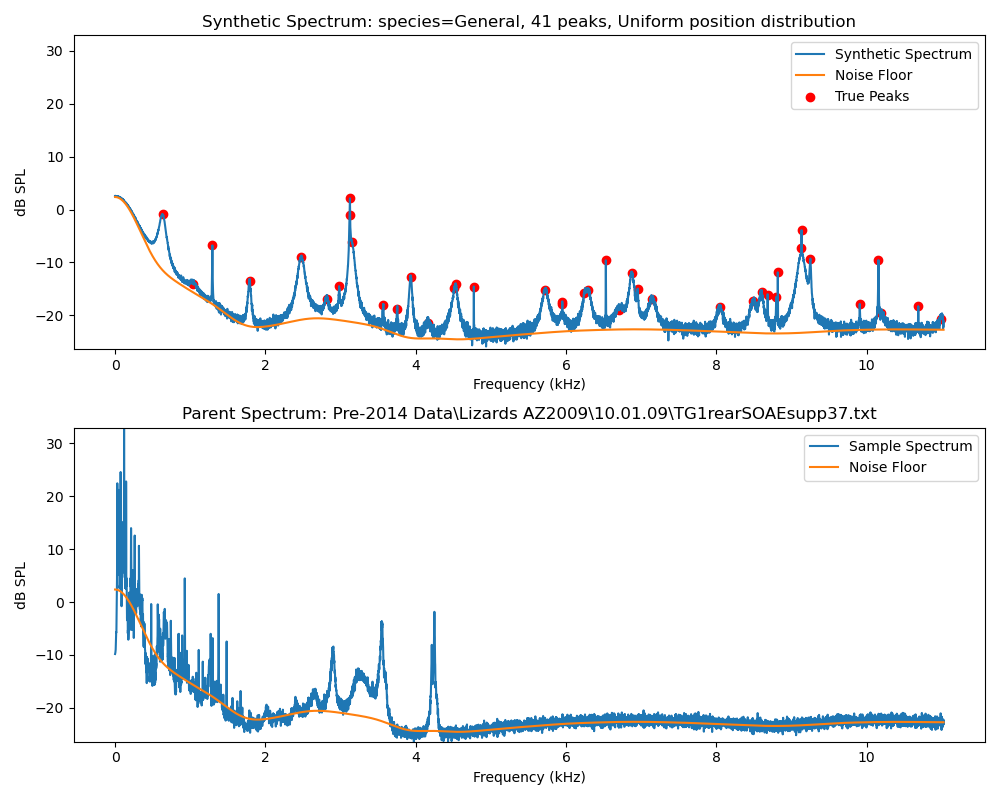 Synthetic Spectrum: species=General, 41 peaks, Uniform position distribution
30
20
10
0
−10
−20
dB SPL
Synthetic Spectrum
Noise Floor
True Peaks
0 2 4 6 8 10
Frequency (kHz)
Parent Spectrum: Pre-2014 Data\Lizards AZ2009\10.01.09\TG1rearSOAEsupp37.txt
30
20
10
0
−10
−20
dB SPL
Sample Spectrum
Noise Floor
0 2 4 6 8 10
Frequency (kHz)